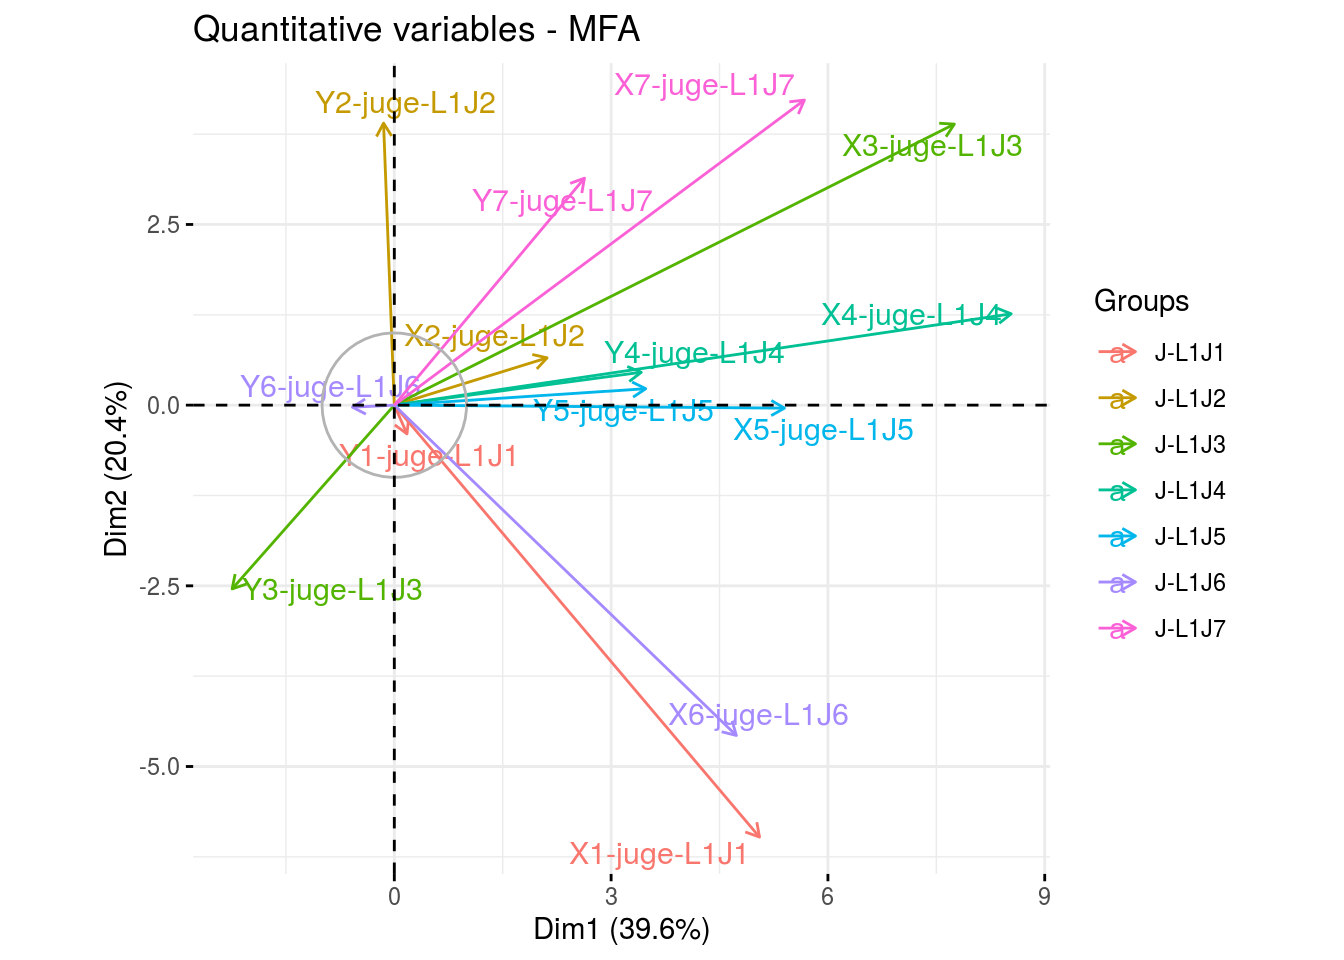 Quantitative variables - MFA
X7-juge-L1J7
Y2-juge-L1J2
X3-juge-L1J3
Y7-juge-L1J7
2.5
X4-juge-L1J4
X2-juge-L1J2
Y4-juge-L1J4
Y6-juge-L1J6
0.0
Y5-juge-L1J5
X5-juge-L1J5
Y1-juge-L1J1
-2.5
Y3-juge-L1J3
X6-juge-L1J6
-5.0
X1-juge-L1J1
0 3 6 9
Dim1 (39.6%)
Dim2 (20.4%)
Groups
a J-L1J1
a J-L1J2
a J-L1J3
a J-L1J4
a J-L1J5
a J-L1J6
a J-L1J7